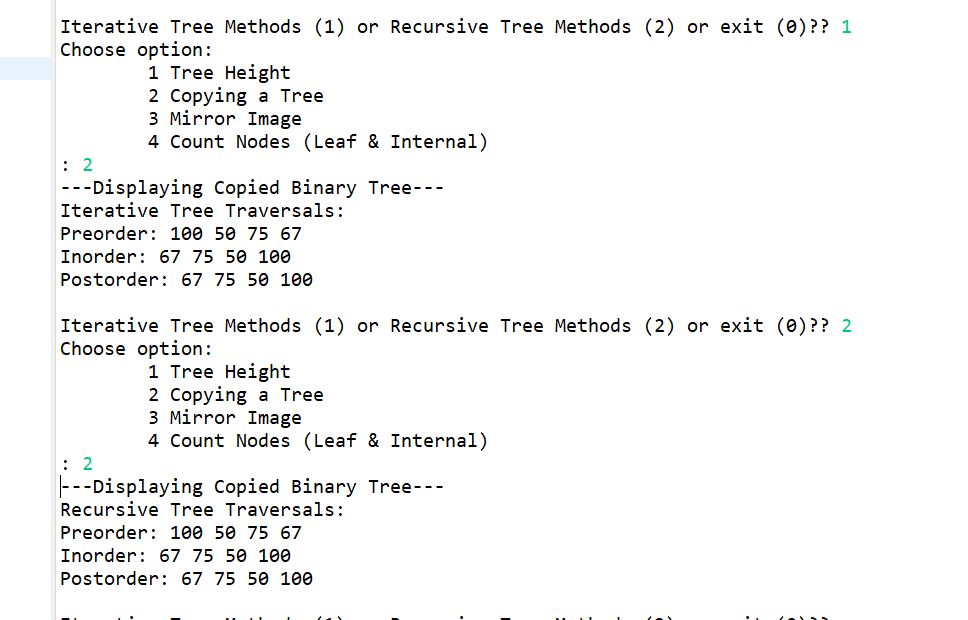 Iterative Tree Methods (1) or Recursive Tree Methods (2) or exit (0)?? 1
Choose option:
1 Tree Height
2 Copying a Tree
3 Mirror Image
4 Count Nodes (Leaf & Internal)
: 2
---Displaying Copied Binary Tree---
Iterative Tree Traversals:
Preorder: 100 50 75 67
Inorder: 67 75 50 100
Postorder: 67 75 50 100
Iterative Tree Methods (1) or Recursive Tree Methods (2) or exit (0)?? 2
Choose option:
1 Tree Height
2 Copying a Tree
3 Mirror Image
4 Count Nodes (Leaf & Internal)
: 2
---Displaying Copied Binary Tree---
Recursive Tree Traversals:
Preorder: 100 50 75 67
Inorder: 67 75 50 100
Postorder: 67 75 50 100